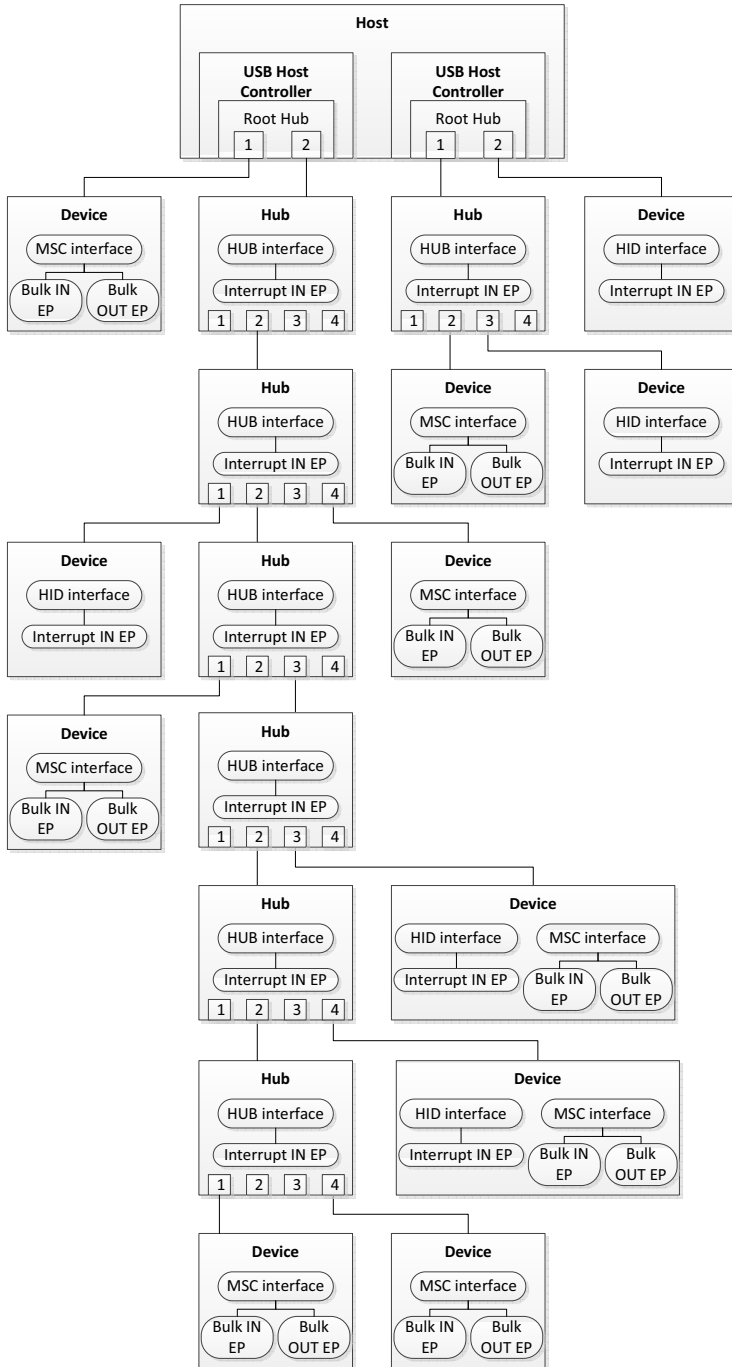 Host
USB Host
Controller
Root Hub
1 2
USB Host
Controller
Root Hub
1 2
Device
MSC interface
Bulk IN
EP
Bulk
OUT EP
Hub
HUB interface
Interrupt IN EP
1 2 3 4
Hub
HUB interface
Interrupt IN EP
1 2 3 4
Device
HID interface
Interrupt IN EP
Hub
HUB interface
Interrupt IN EP
1 2 3 4
Device
MSC interface
Bulk IN
EP
Bulk
OUT EP
Device
HID interface
Interrupt IN EP
Device
HID interface
Interrupt IN EP
Hub
HUB interface
Interrupt IN EP
1 2 3 4
Device
MSC interface
Bulk IN
EP
Bulk
OUT EP
Device
MSC interface
Bulk IN
EP
Bulk
OUT EP
Hub
HUB interface
Interrupt IN EP
1 2 3 4
Hub
HUB interface
Interrupt IN EP
1 2 3 4
Device
HID interface
Interrupt IN EP
MSC interface
Bulk IN
EP
Bulk
OUT EP
Hub
HUB interface
Interrupt IN EP
1 2 3 4
Device
HID interface
Interrupt IN EP
MSC interface
Bulk IN
EP
Bulk
OUT EP
Device
MSC interface
Bulk IN
EP
Bulk
OUT EP
Device
MSC interface
Bulk IN
EP
Bulk
OUT EP